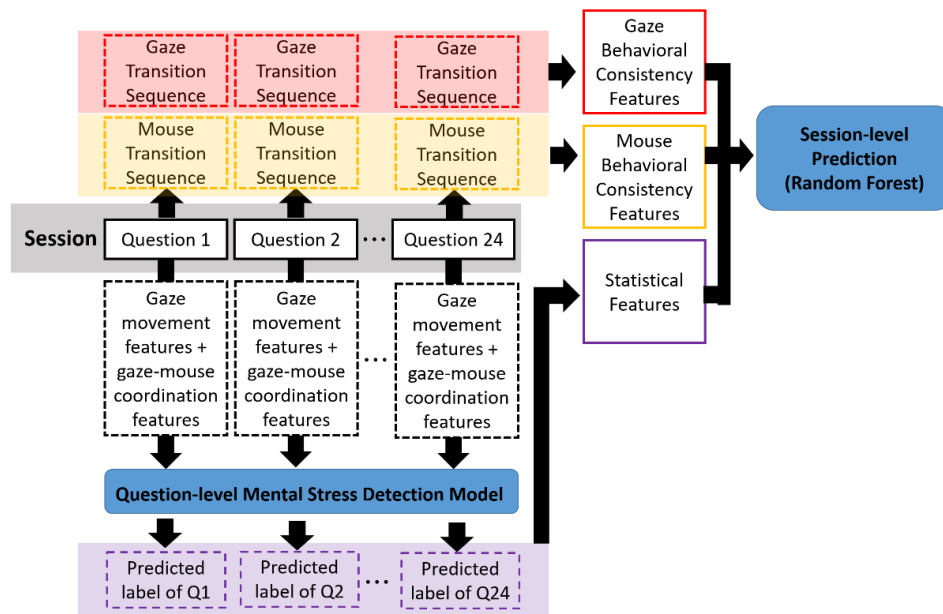 Gaze
Transition
Sequence
Gaze
Transition
Sequence
Gaze
Transition
Sequence
Gaze
Behavioral
Consistency
Features
Mouse
Transition
Sequence
Mouse
Transition
Sequence
Mouse
Transition
Sequence
Mouse
Behavioral
Consistency
Features
Session-level
Prediction
(Random Forest)
Session
Question 1
Question 2
...
Question 24
Statistical
Features
Gaze
movement
features +
gaze-mouse
coordination
features
Gaze
movement
features +
gaze-mouse
coordination
features
...
Gaze
movement
features +
gaze-mouse
coordination
features
Question-level Mental Stress Detection Model
Predicted
label of Q1
Predicted
label of Q2
...
Predicted
label of Q24